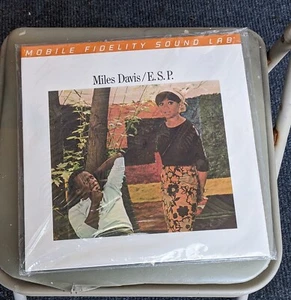 MOBILE FIDELITY SOUND LAB
Miles Davis/E.S.P.